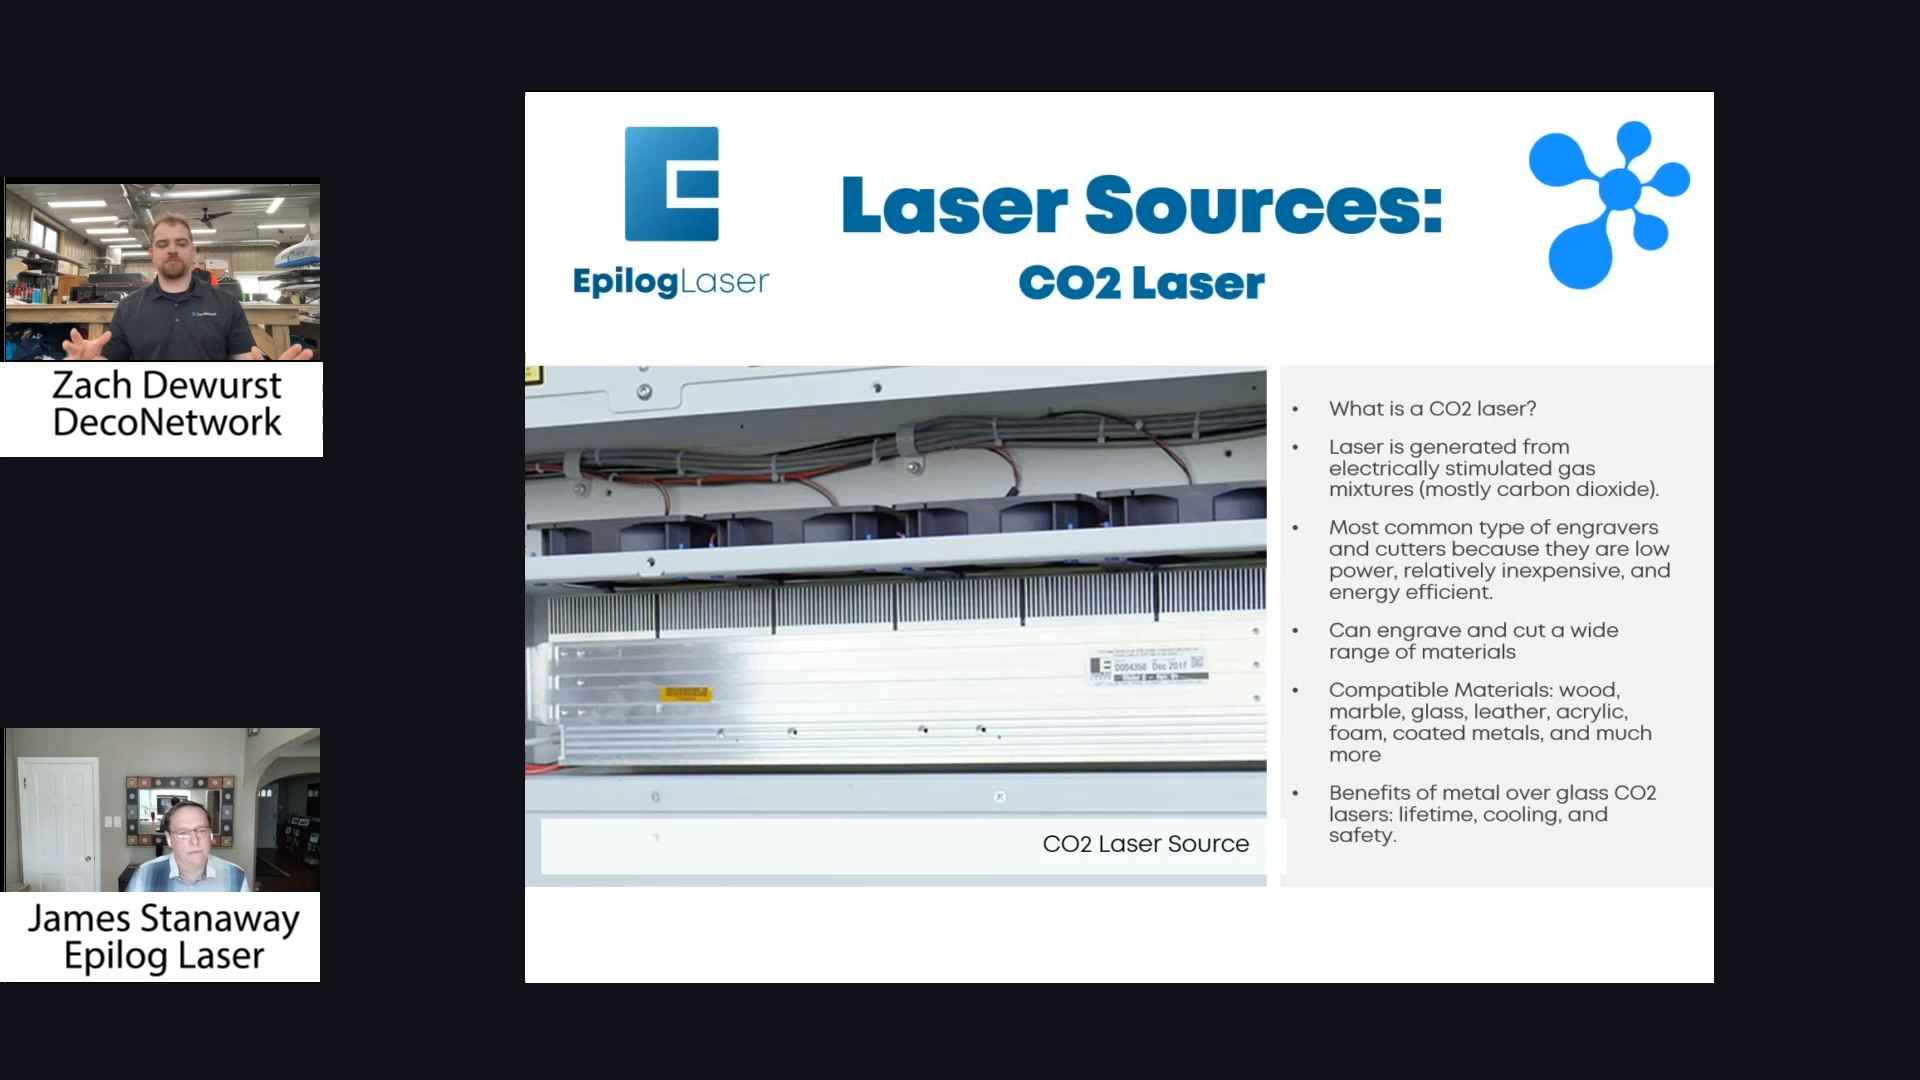 Zach Dewurst
DecoNetwork
James Stanaway
Epilog Laser
EpilogLaser
Laser Sources:
CO2 Laser
D004350 Dec 2017
CO2 Laser Source
• What is a CO2 laser?
• Laser is generated from
electrically stimulated gas
mixtures (mostly carbon dioxide).
• Most common type of engravers
and cutters because they are low
power, relatively inexpensive, and
energy efficient.
• Can engrave and cut a wide
range of materials
• Compatible Materials: wood,
marble, glass, leather, acrylic,
foam, coated metals, and much
more
• Benefits of metal over glass CO2
lasers: lifetime, cooling, and
safety.